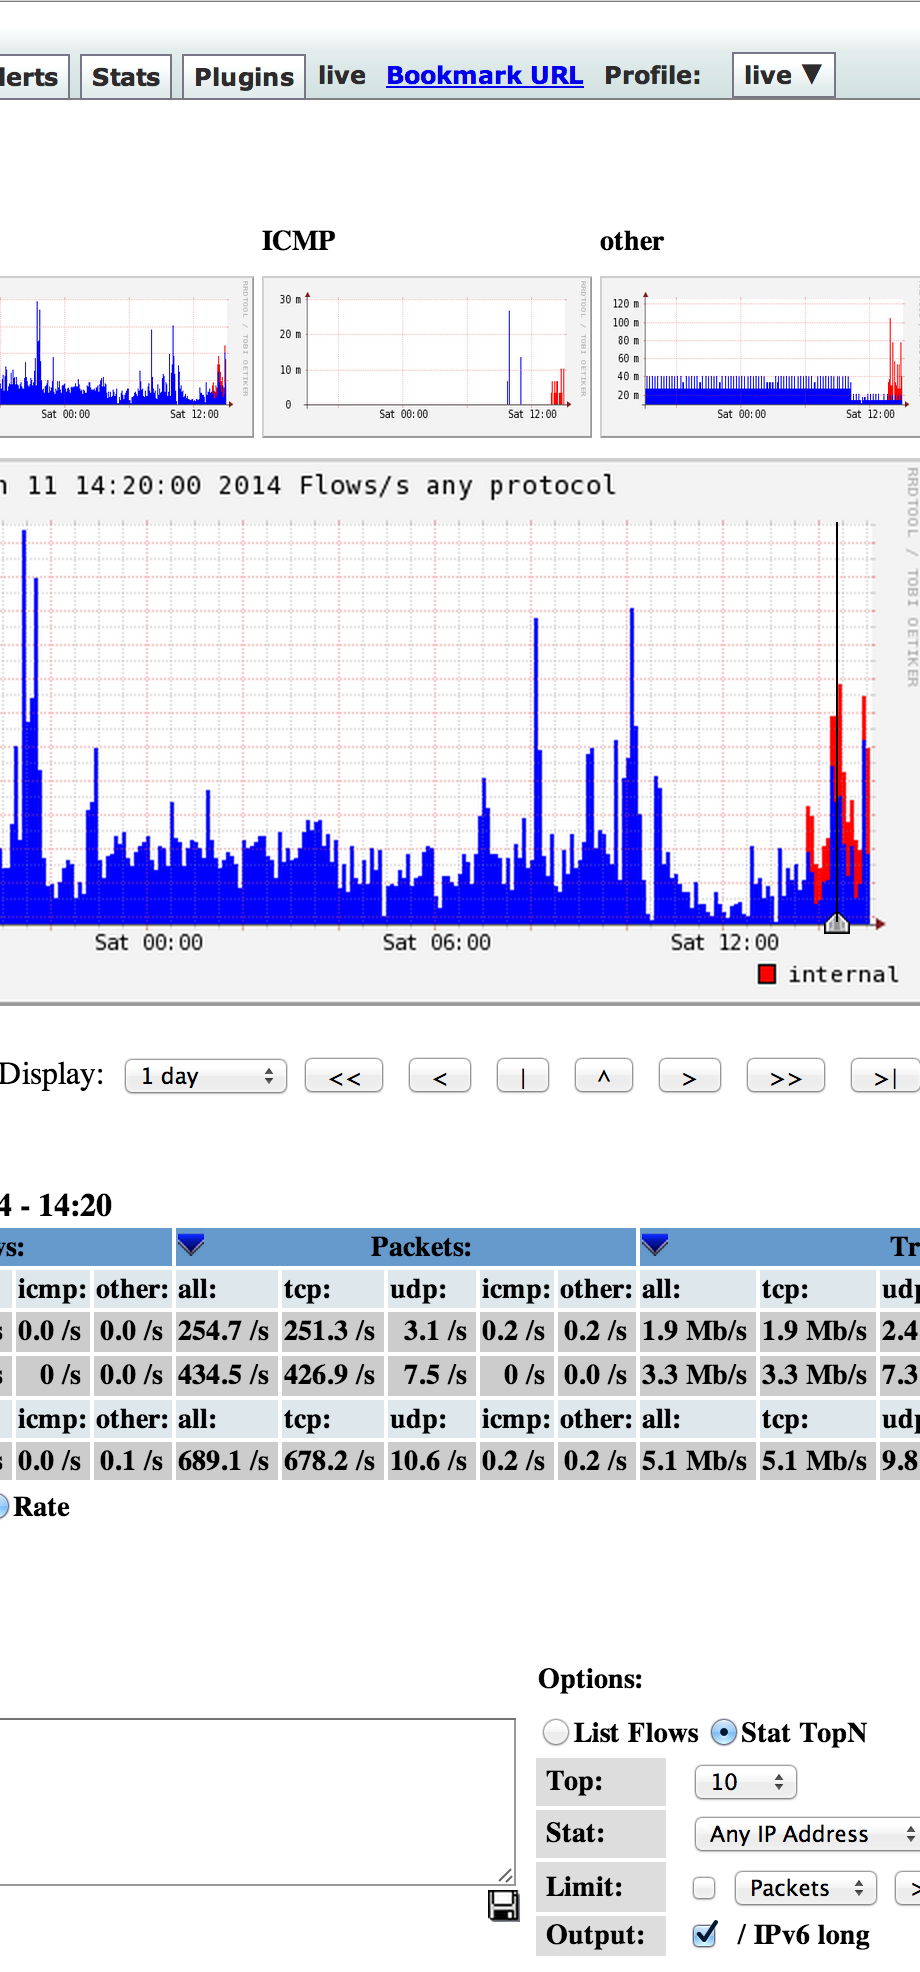 lerts Stats Plugins live Bookmark URL Profile: live ▼
ICMP other
RRDTOOL / TOBI OETIKER
Sat 00:00 Sat 12:00
30 m
20 m
10 m
0
Sat 00:00 Sat 12:00
RRDTOOL / TOBI OETIKER
120 m
100 m
80 m
60 m
40 m
20 m
Sat 00:00 Sat 12:00
11 14:20:00 2014 Flows/s any protocol
RRDTOOL / TOBI OETIKER
Sat 00:00 Sat 06:00 Sat 12:00
internal
Display: 1 day << < | ^ > >> >|
4 - 14:20
vs: Packets: Tr
icmp: other: all: tcp: udp: icmp: other: all: tcp: udp
s 0.0 /s 0.0 /s 254.7 /s 251.3 /s 3.1 /s 0.2 /s 0.2 /s 1.9 Mb/s 1.9 Mb/s 2.4
s 0 /s 0.0 /s 434.5 /s 426.9 /s 7.5 /s 0 /s 0.0 /s 3.3 Mb/s 3.3 Mb/s 7.3
icmp: other: all: tcp: udp: icmp: other: all: tcp: udp
s 0.0 /s 0.1 /s 689.1 /s 678.2 /s 10.6 /s 0.2 /s 0.2 /s 5.1 Mb/s 5.1 Mb/s 9.8
Rate
Options:
List Flows Stat TopN
Top: 10
Stat: Any IP Address
Limit: Packets >
Output: / IPv6 long